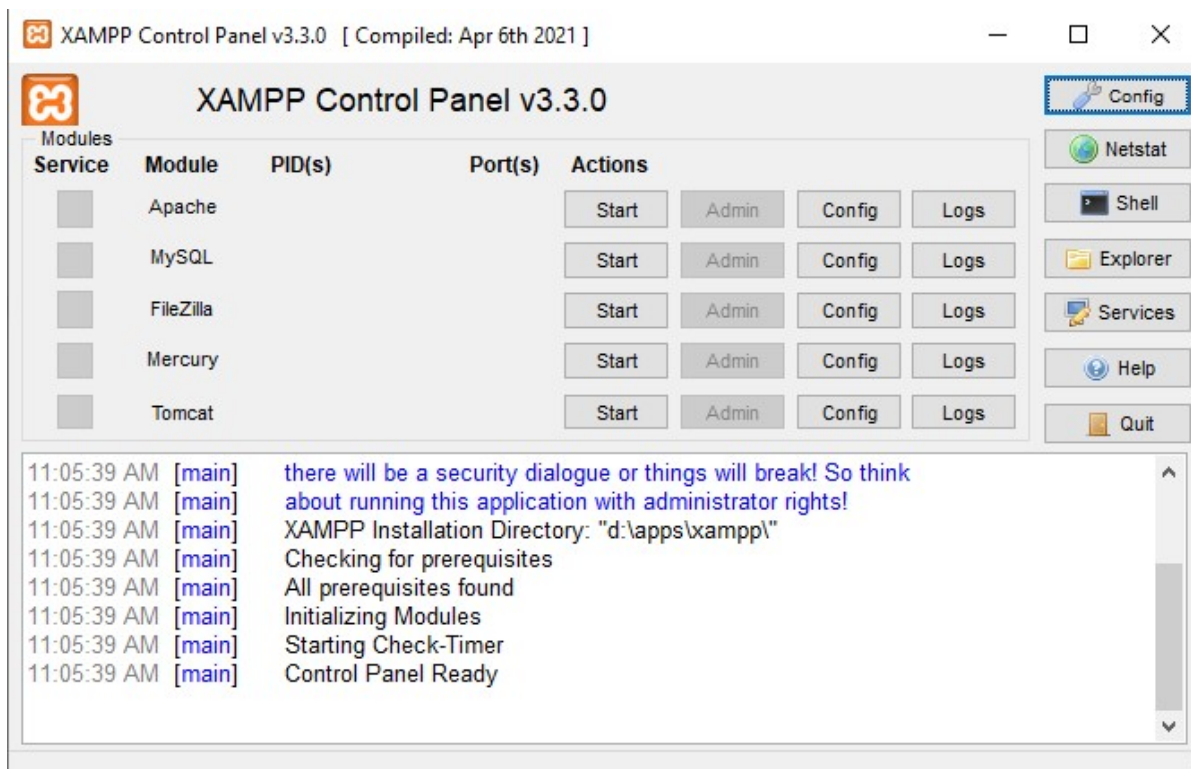 XAMPP Control Panel v3.3.0 [ Compiled: Apr 6th 2021 ]
XAMPP Control Panel v3.3.0
Config
Netstat
Shell
Explorer
Services
Help
Quit
Modules
Service Module PID(s) Port(s) Actions
Apache Start Admin Config Logs
MySQL Start Admin Config Logs
FileZilla Start Admin Config Logs
Mercury Start Admin Config Logs
Tomcat Start Admin Config Logs
11:05:39 AM [main] there will be a security dialogue or things will break! So think
11:05:39 AM [main] about running this application with administrator rights!
11:05:39 AM [main] XAMPP Installation Directory: "d:\apps\xampp\"
11:05:39 AM [main] Checking for prerequisites
11:05:39 AM [main] All prerequisites found
11:05:39 AM [main] Initializing Modules
11:05:39 AM [main] Starting Check-Timer
11:05:39 AM [main] Control Panel Ready